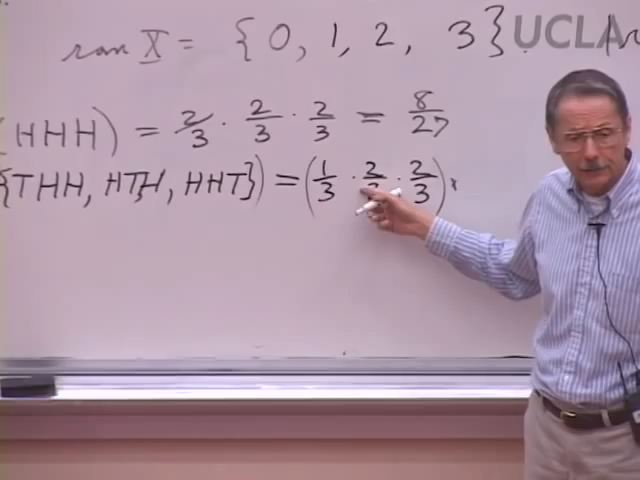 ran X = {0, 1, 2, 3}. UCLA
(HHH) = 2/3 · 2/3 · 2/3 = 8/27
{THH, HTH, HHT}) = (1/3 · 2/3 · 2/3) ·